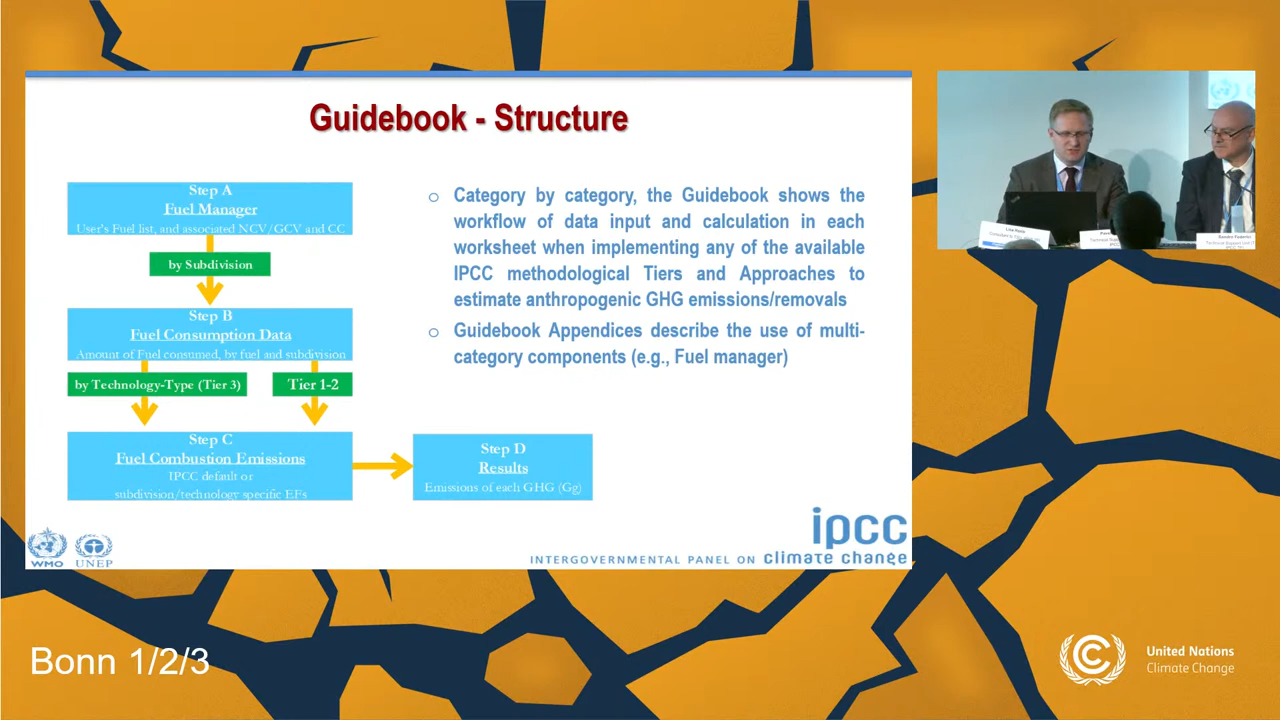 Guidebook - Structure
Step A
Fuel Manager
User's Fuel list, and associated NCV/GCV and CC
by Subdivision
Step B
Fuel Consumption Data
Amount of Fuel consumed, by fuel and subdivision
by Technology-Type (Tier 3)
Tier 1-2
Step C
Fuel Combustion Emissions
IPCC default or
subdivision/technology specific EFs
Step D
Results
Emissions of each GHG (Gg)
Category by category, the Guidebook shows the
workflow of data input and calculation in each
worksheet when implementing any of the available
IPCC methodological Tiers and Approaches to
estimate anthropogenic GHG emissions/removals
Guidebook Appendices describe the use of multi-
category components (e.g., Fuel manager)
WMO
UNEP
ipcc
INTERGOVERNMENTAL PANEL ON climate change
Bonn 1/2/3
United Nations
Climate Change